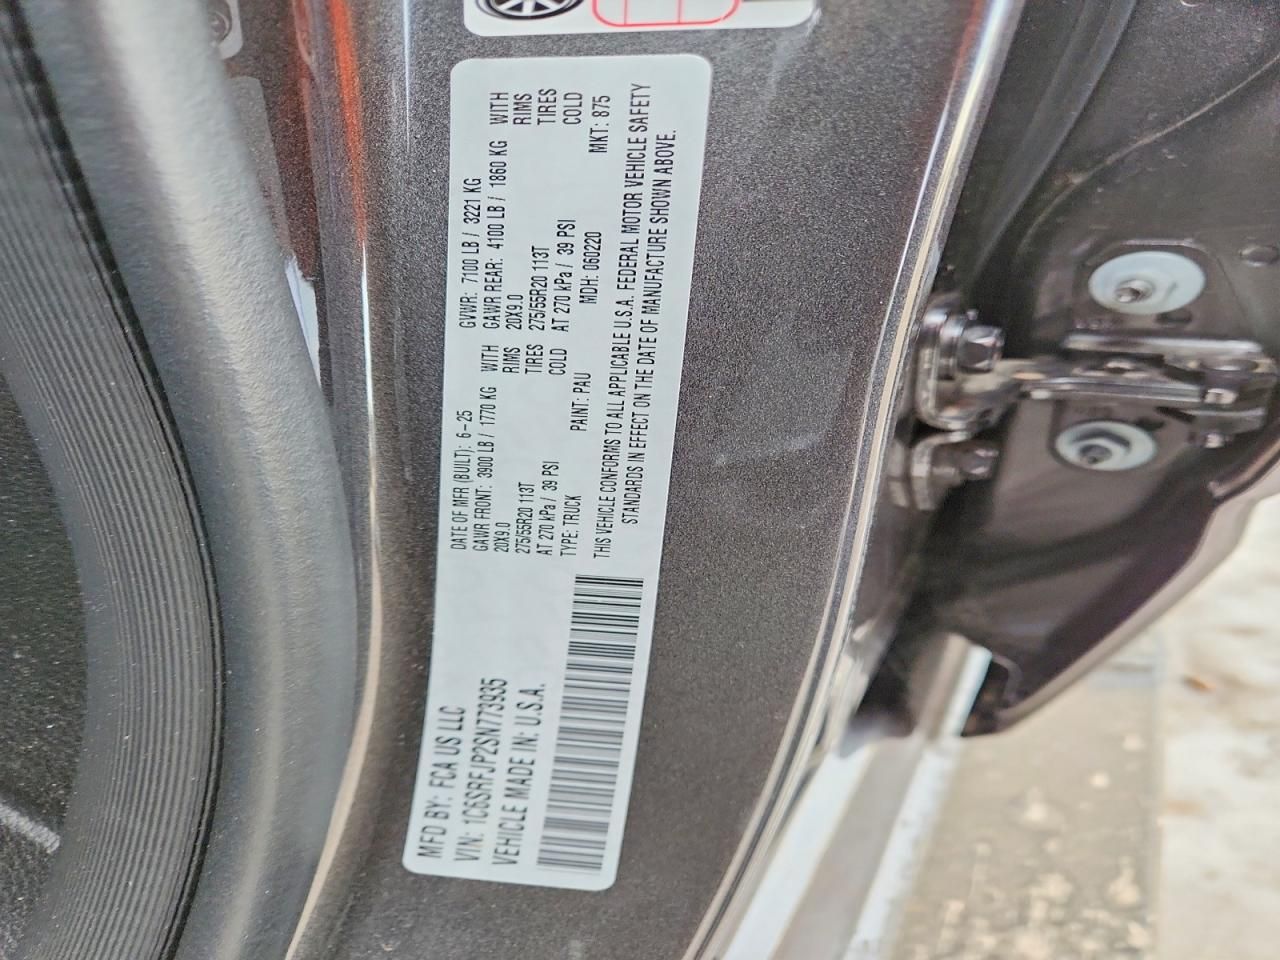 MFD BY: FCA US LLC
VIN: 1C6SRFJP2SN773935
VEHICLE MADE IN: U.S.A.
DATE OF MFR (BUILT): 6-25
GVWR: 7100 LB / 3221 KG
GAWR FRONT: 3900 LB / 1770 KG WITH
20X9.0 RIMS
275/55R20 113T TIRES
AT 270 kPa / 39 PSI COLD
GAWR REAR: 4100 LB / 1860 KG WITH
20X9.0 RIMS
275/55R20 113T TIRES
AT 270 kPa / 39 PSI COLD
TYPE: TRUCK PAINT: PAU MDH: 060220 MKT: 875
THIS VEHICLE CONFORMS TO ALL APPLICABLE U.S.A. FEDERAL MOTOR VEHICLE SAFETY
STANDARDS IN EFFECT ON THE DATE OF MANUFACTURE SHOWN ABOVE.